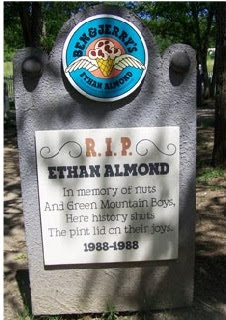 BEN & JERRY'S
ETHAN ALMOND
R.I.P.
ETHAN ALMOND
In memory of nuts
And Green Mountain Boys,
Here history shuts
The pint lid on their joys.
1988-1988